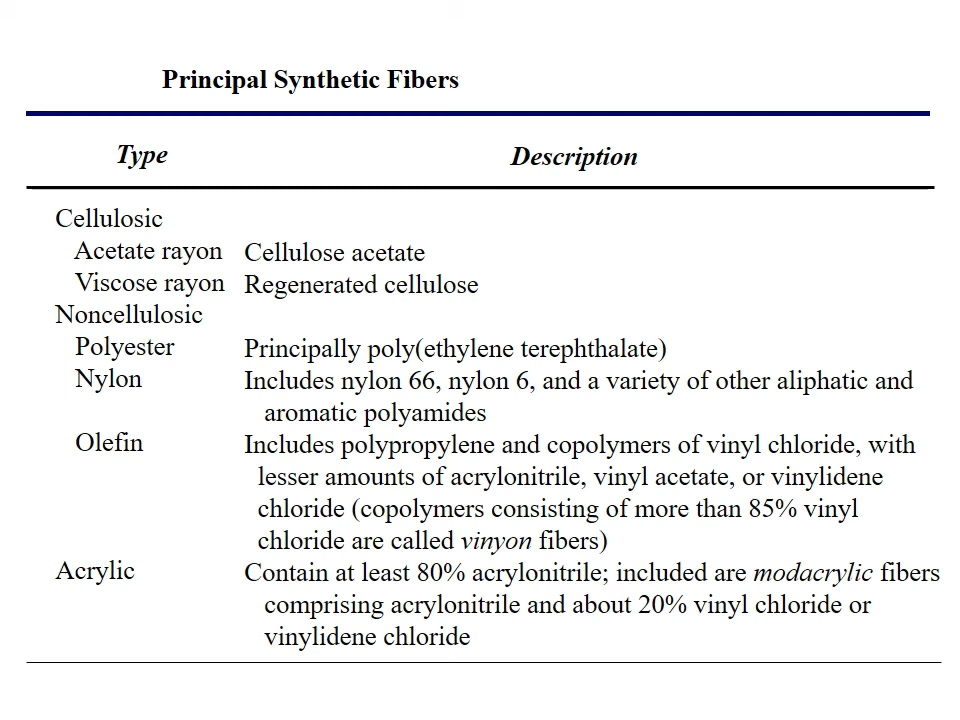 Principal Synthetic Fibers
Type Description
Cellulosic
Acetate rayon Cellulose acetate
Viscose rayon Regenerated cellulose
Noncellulosic
Polyester Principally poly(ethylene terephthalate)
Nylon Includes nylon 66, nylon 6, and a variety of other aliphatic and
aromatic polyamides
Olefin Includes polypropylene and copolymers of vinyl chloride, with
lesser amounts of acrylonitrile, vinyl acetate, or vinylidene
chloride (copolymers consisting of more than 85% vinyl
chloride are called vinyon fibers)
Acrylic Contain at least 80% acrylonitrile; included are modacrylic fibers
comprising acrylonitrile and about 20% vinyl chloride or
vinylidene chloride